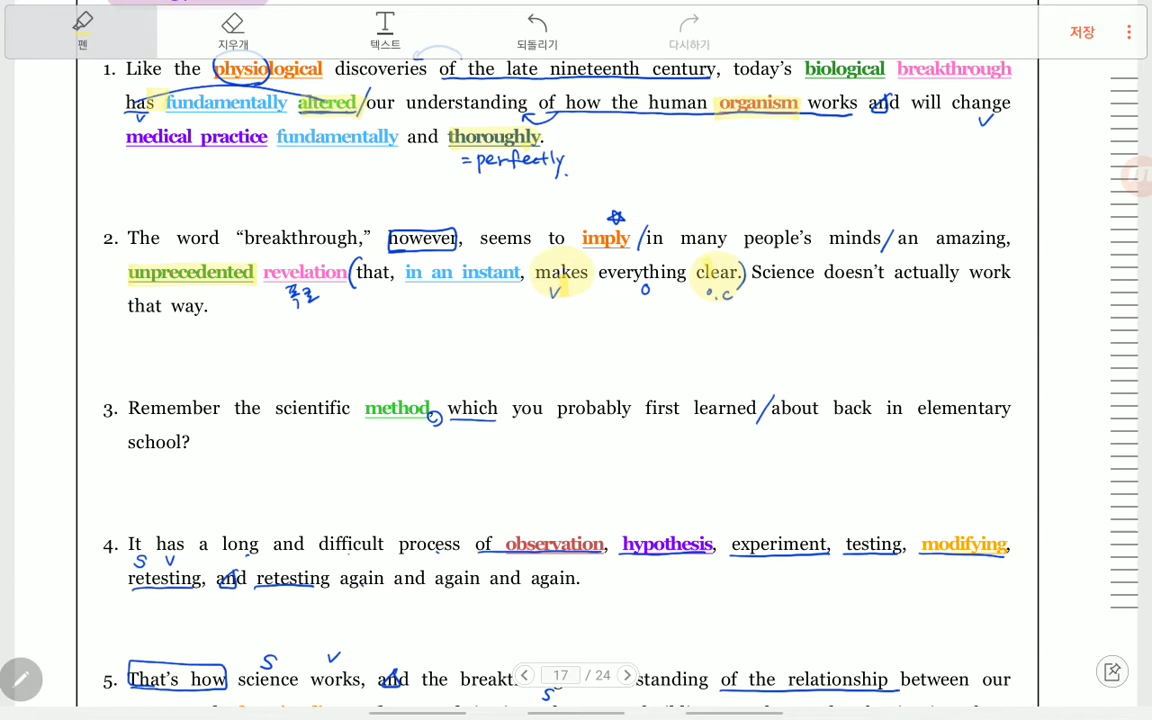 펜
지우개
텍스트
되돌리기
다시하기
저장
1. Like the physiological discoveries of the late nineteenth century, today's biological breakthrough
has fundamentally altered our understanding of how the human organism works and will change
medical practice fundamentally and thoroughly.
= perfectly.
2. The word “breakthrough,” however, seems to imply in many people's minds an amazing,
unprecedented revelation that, in an instant, makes everything clear. Science doesn't actually work
폭로
V
O
O.C
that way.
3. Remember the scientific method, which you probably first learned about back in elementary
school?
4. It has a long and difficult process of observation, hypothesis, experiment, testing, modifying,
S V
retesting, and retesting again and again and again.
S V
5. That's how science works, and the standing of the relationship between our
17 / 24
S